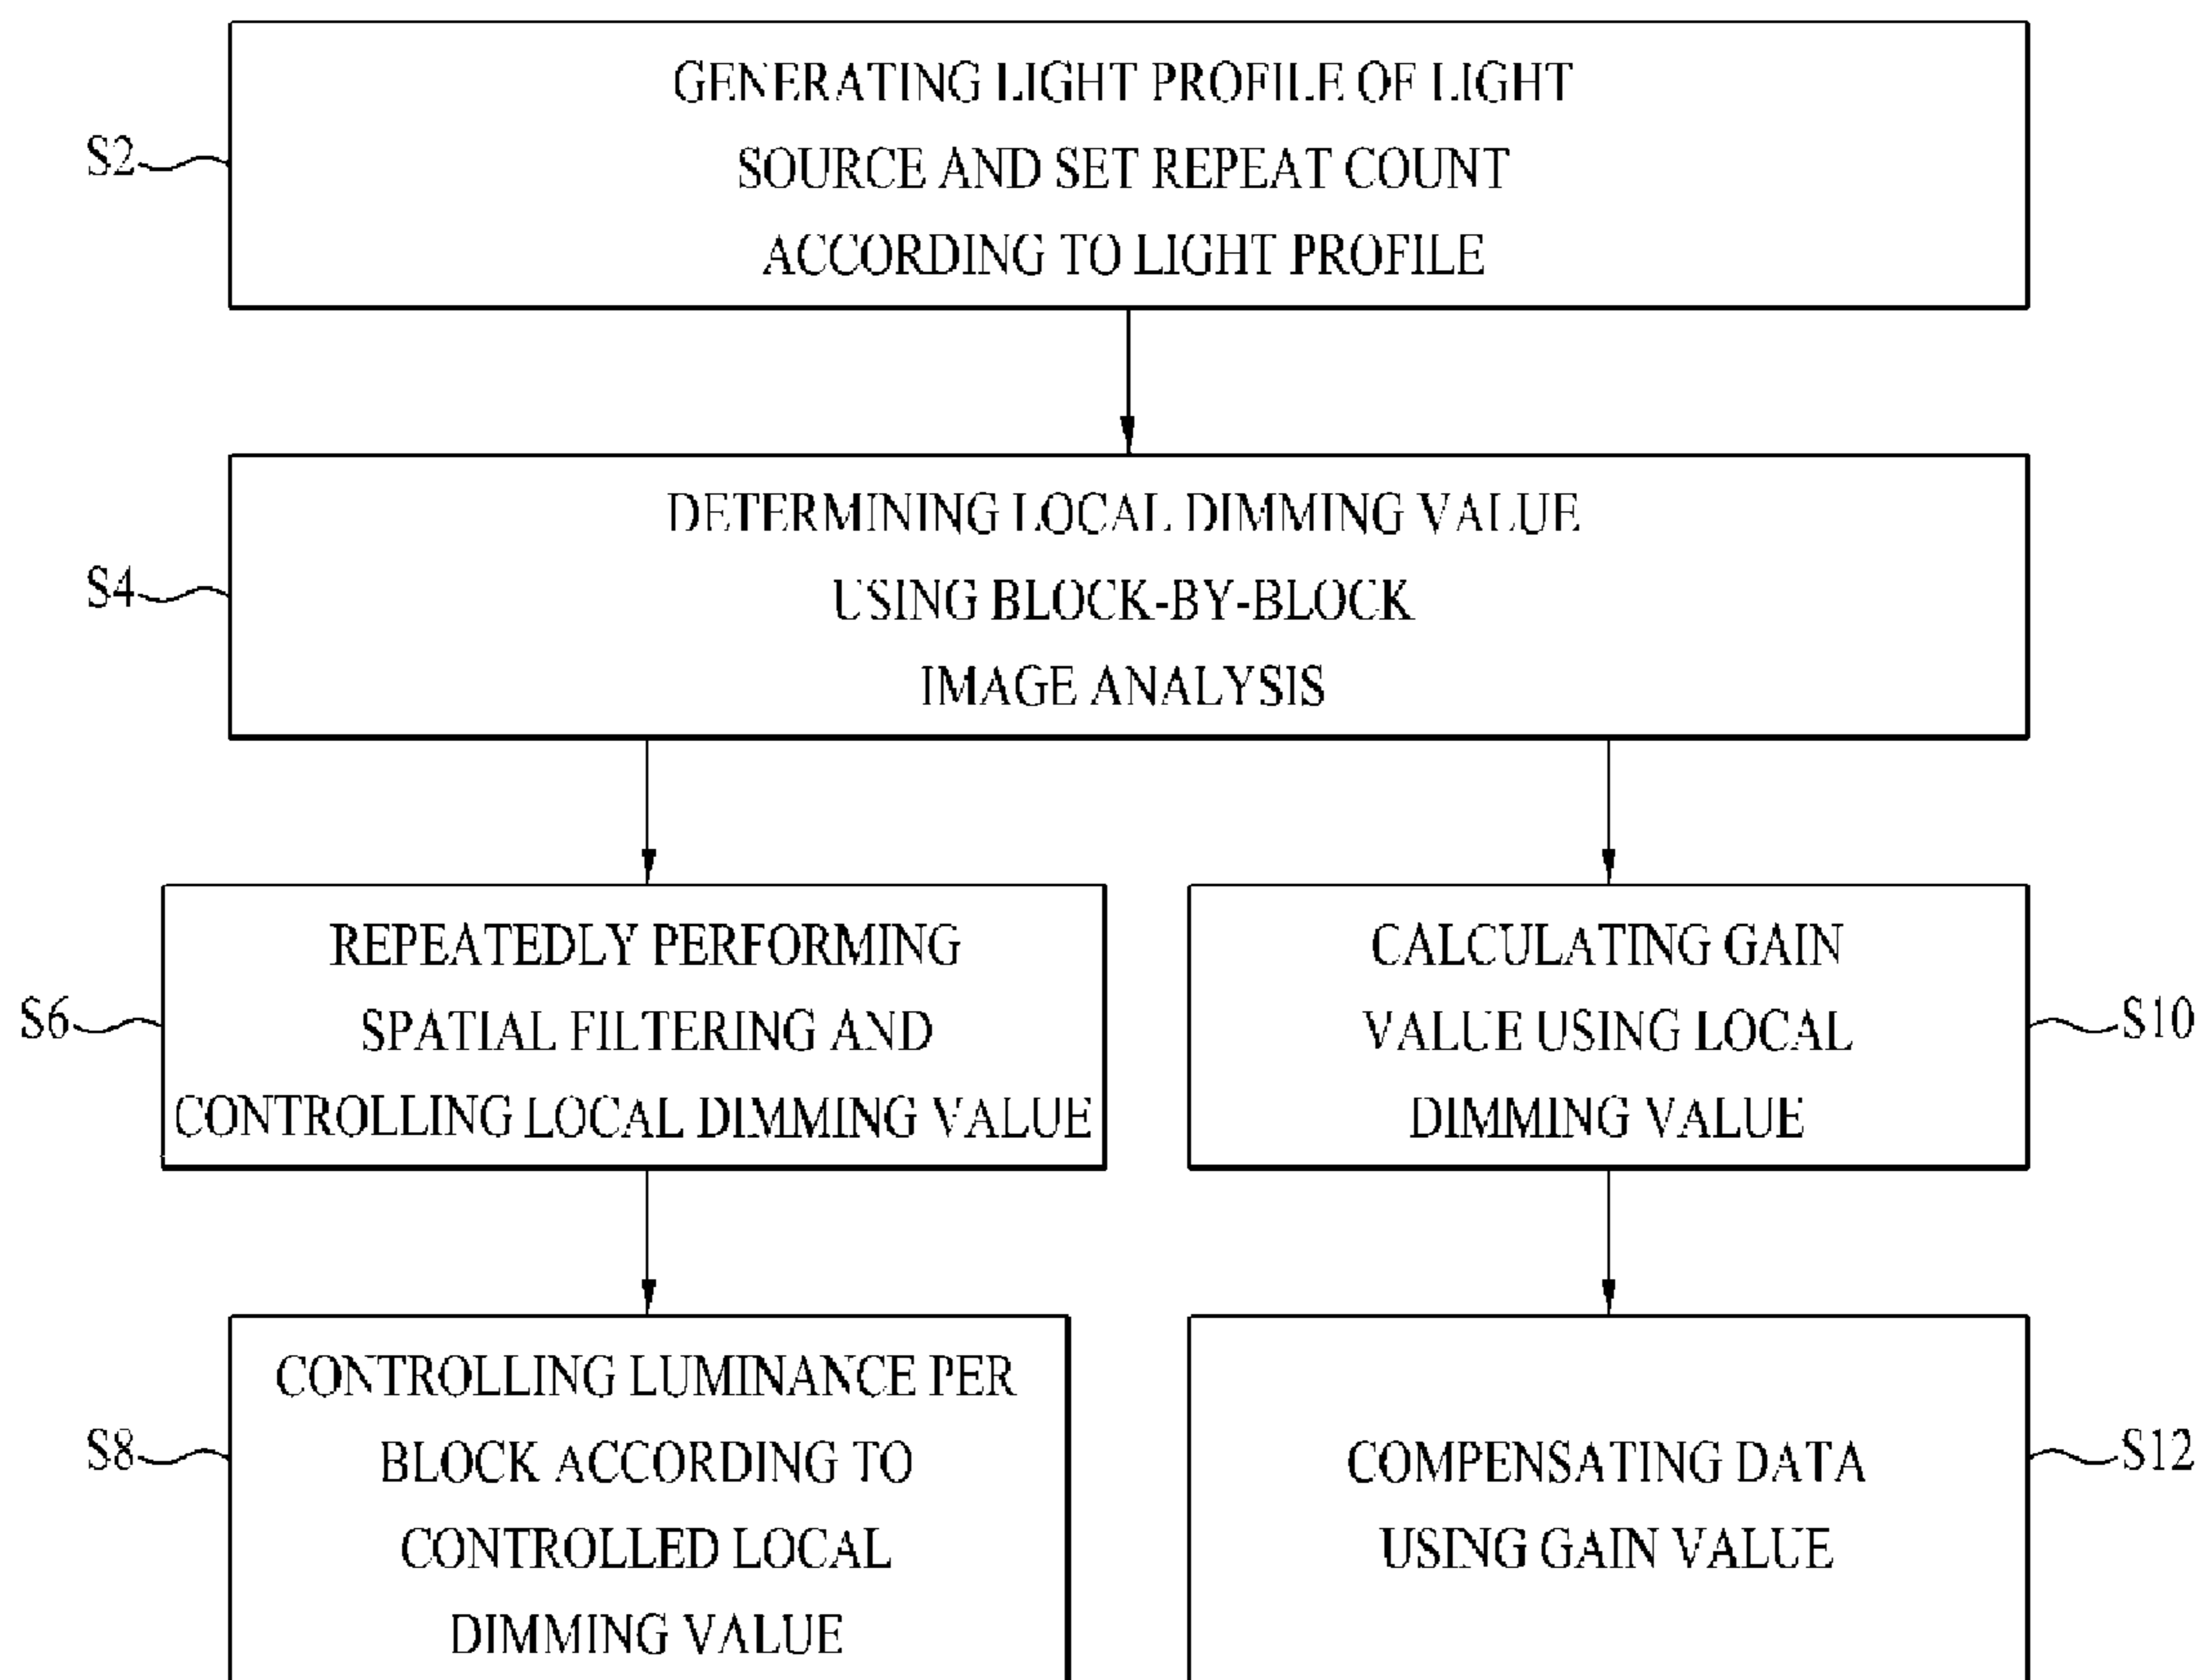 S2
GENERATING LIGHT PROFILE OF LIGHT
SOURCE AND SET REPEAT COUNT
ACCORDING TO LIGHT PROFILE
S4
DETERMINING LOCAL DIMMING VALUE
USING BLOCK-BY-BLOCK
IMAGE ANALYSIS
S6
REPEATEDLY PERFORMING
SPATIAL FILTERING AND
CONTROLLING LOCAL DIMMING VALUE
CALCULATING GAIN
VALUE USING LOCAL
DIMMING VALUE
S10
S8
CONTROLLING LUMINANCE PER
BLOCK ACCORDING TO
CONTROLLED LOCAL
DIMMING VALUE
COMPENSATING DATA
USING GAIN VALUE
S12